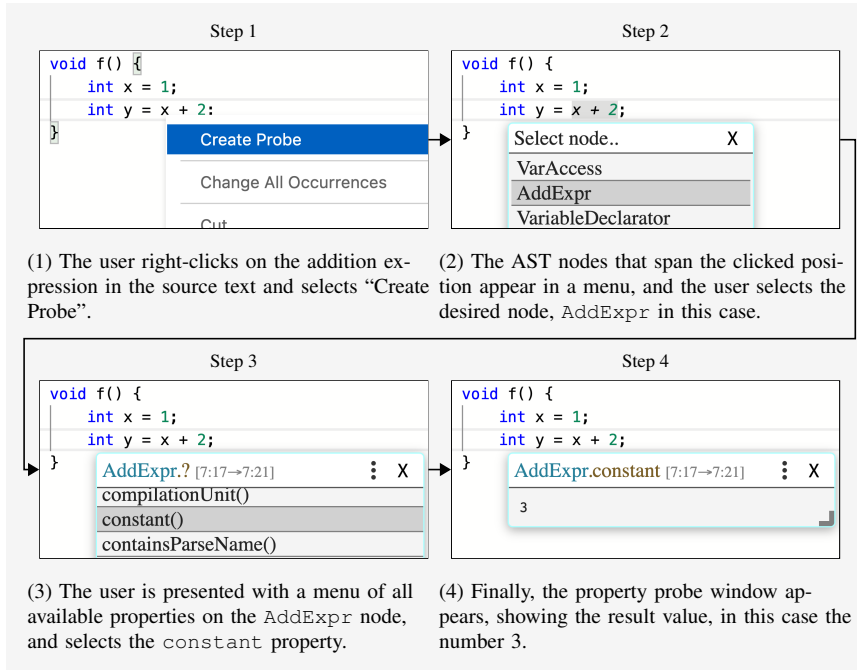 Step 1
void f() {
int x = 1;
int y = x + 2:
}
Create Probe
Change All Occurrences
Cut
(1) The user right-clicks on the addition ex-
pression in the source text and selects “Create
Probe”.
Step 2
void f() {
int x = 1;
int y = x + 2;
}
Select node.. X
VarAccess
AddExpr
VariableDeclarator
(2) The AST nodes that span the clicked posi-
tion appear in a menu, and the user selects the
desired node, AddExpr in this case.
Step 3
void f() {
int x = 1;
int y = x + 2;
}
AddExpr.? [7:17→7:21] ⋮ X
compilationUnit()
constant()
containsParseName()
(3) The user is presented with a menu of all
available properties on the AddExpr node,
and selects the constant property.
Step 4
void f() {
int x = 1;
int y = x + 2;
}
AddExpr.constant [7:17→7:21] ⋮ X
3
(4) Finally, the property probe window ap-
pears, showing the result value, in this case the
number 3.